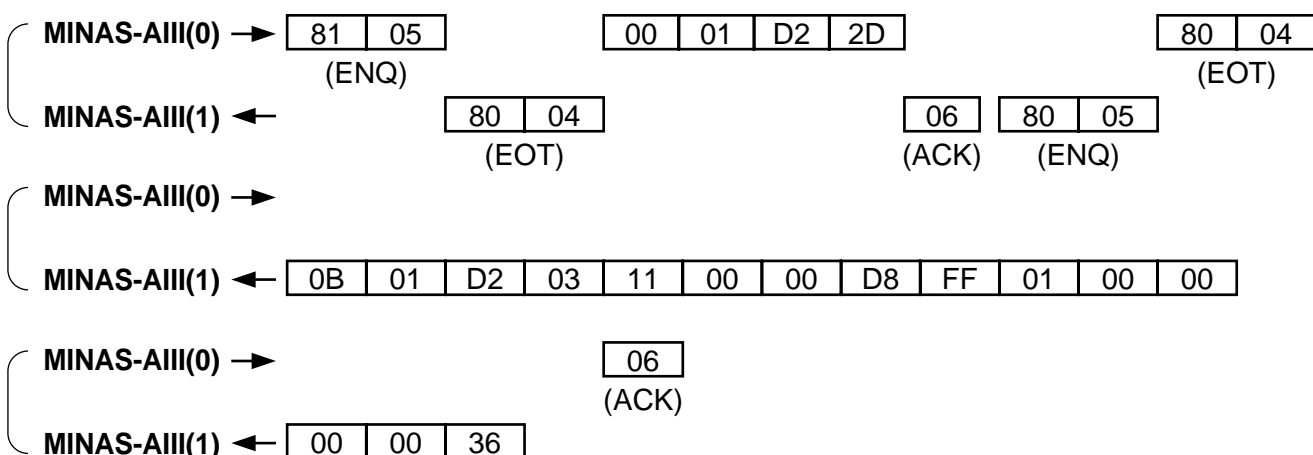 MINAS-AIII(0) 81 05 00 01 D2 2D 80 04
(ENQ) (EOT)
MINAS-AIII(1) 80 04 06 80 05
(EOT) (ACK) (ENQ)
MINAS-AIII(0)
MINAS-AIII(1) 0B 01 D2 03 11 00 00 D8 FF 01 00 00
MINAS-AIII(0) 06
(ACK)
MINAS-AIII(1) 00 00 36